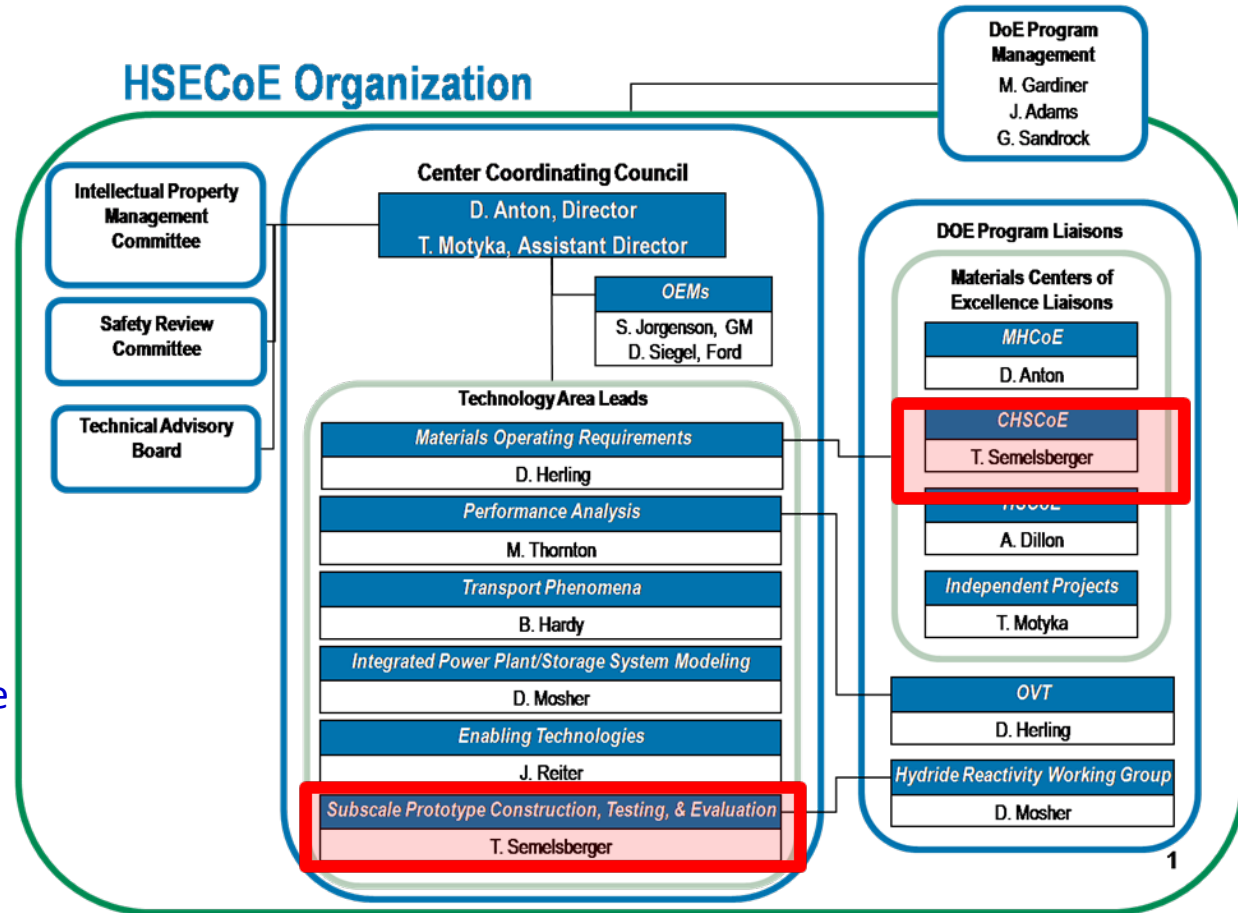 HSECoE Organization
DoE Program
Management
M. Gardiner
J. Adams
G. Sandrock
Intellectual Property
Management
Committee
Safety Review
Committee
Technical Advisory
Board
Center Coordinating Council
D. Anton, Director
T. Motyka, Assistant Director
OEMs
S. Jorgenson, GM
D. Siegel, Ford
Technology Area Leads
Materials Operating Requirements
D. Herling
Performance Analysis
M. Thornton
Transport Phenomena
B. Hardy
Integrated Power Plant/Storage System Modeling
D. Mosher
Enabling Technologies
J. Reiter
Subscale Prototype Construction, Testing, & Evaluation
T. Semelsberger
DOE Program Liaisons
Materials Centers of
Excellence Liaisons
MHCoE
D. Anton
CHSCoE
T. Semelsberger
A. Dillon
Independent Projects
T. Motyka
OVT
D. Herling
Hydride Reactivity Working Group
D. Mosher
1
e